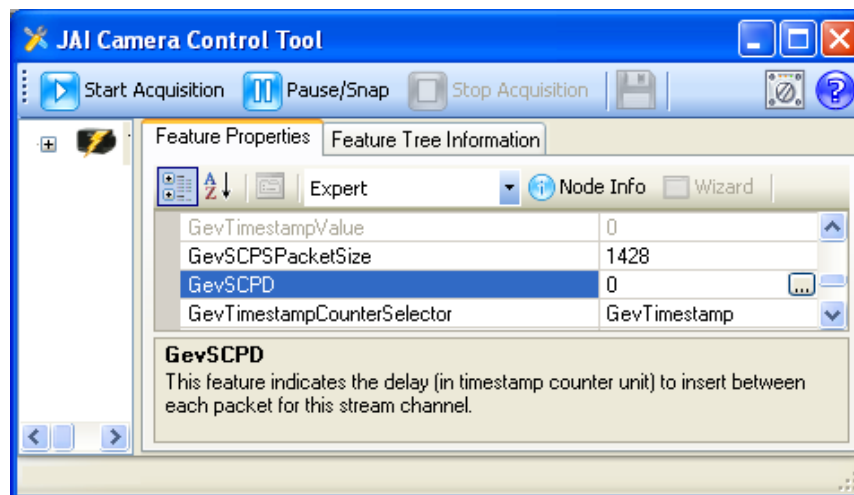 JAI Camera Control Tool
Start Acquisition Pause/Snap Stop Acquisition
Feature Properties Feature Tree Information
Expert Node Info Wizard
GevTimestampValue 0
GevSCPSPacketSize 1428
GevSCPD 0 ...
GevTimestampCounterSelector GevTimestamp
GevSCPD
This feature indicates the delay (in timestamp counter unit) to insert between
each packet for this stream channel.